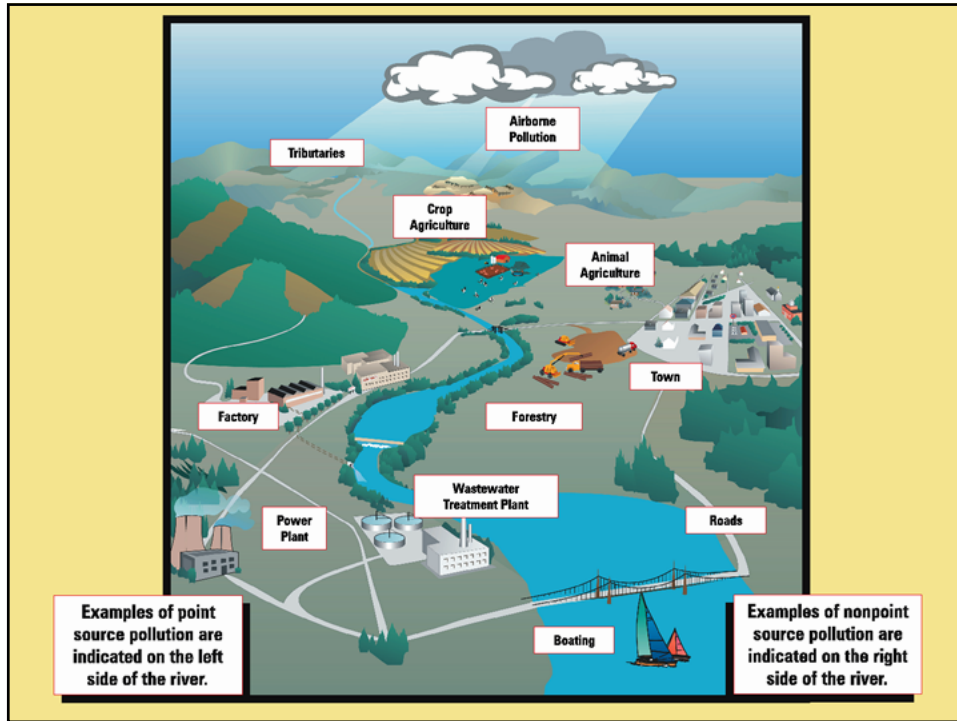 Airborne
Pollution
Tributaries
Crop
Agriculture
Animal
Agriculture
Town
Factory
Forestry
Wastewater
Treatment Plant
Power
Plant
Roads
Boating
Examples of point
source pollution are
indicated on the left
side of the river.
Examples of nonpoint
source pollution are
indicated on the right
side of the river.